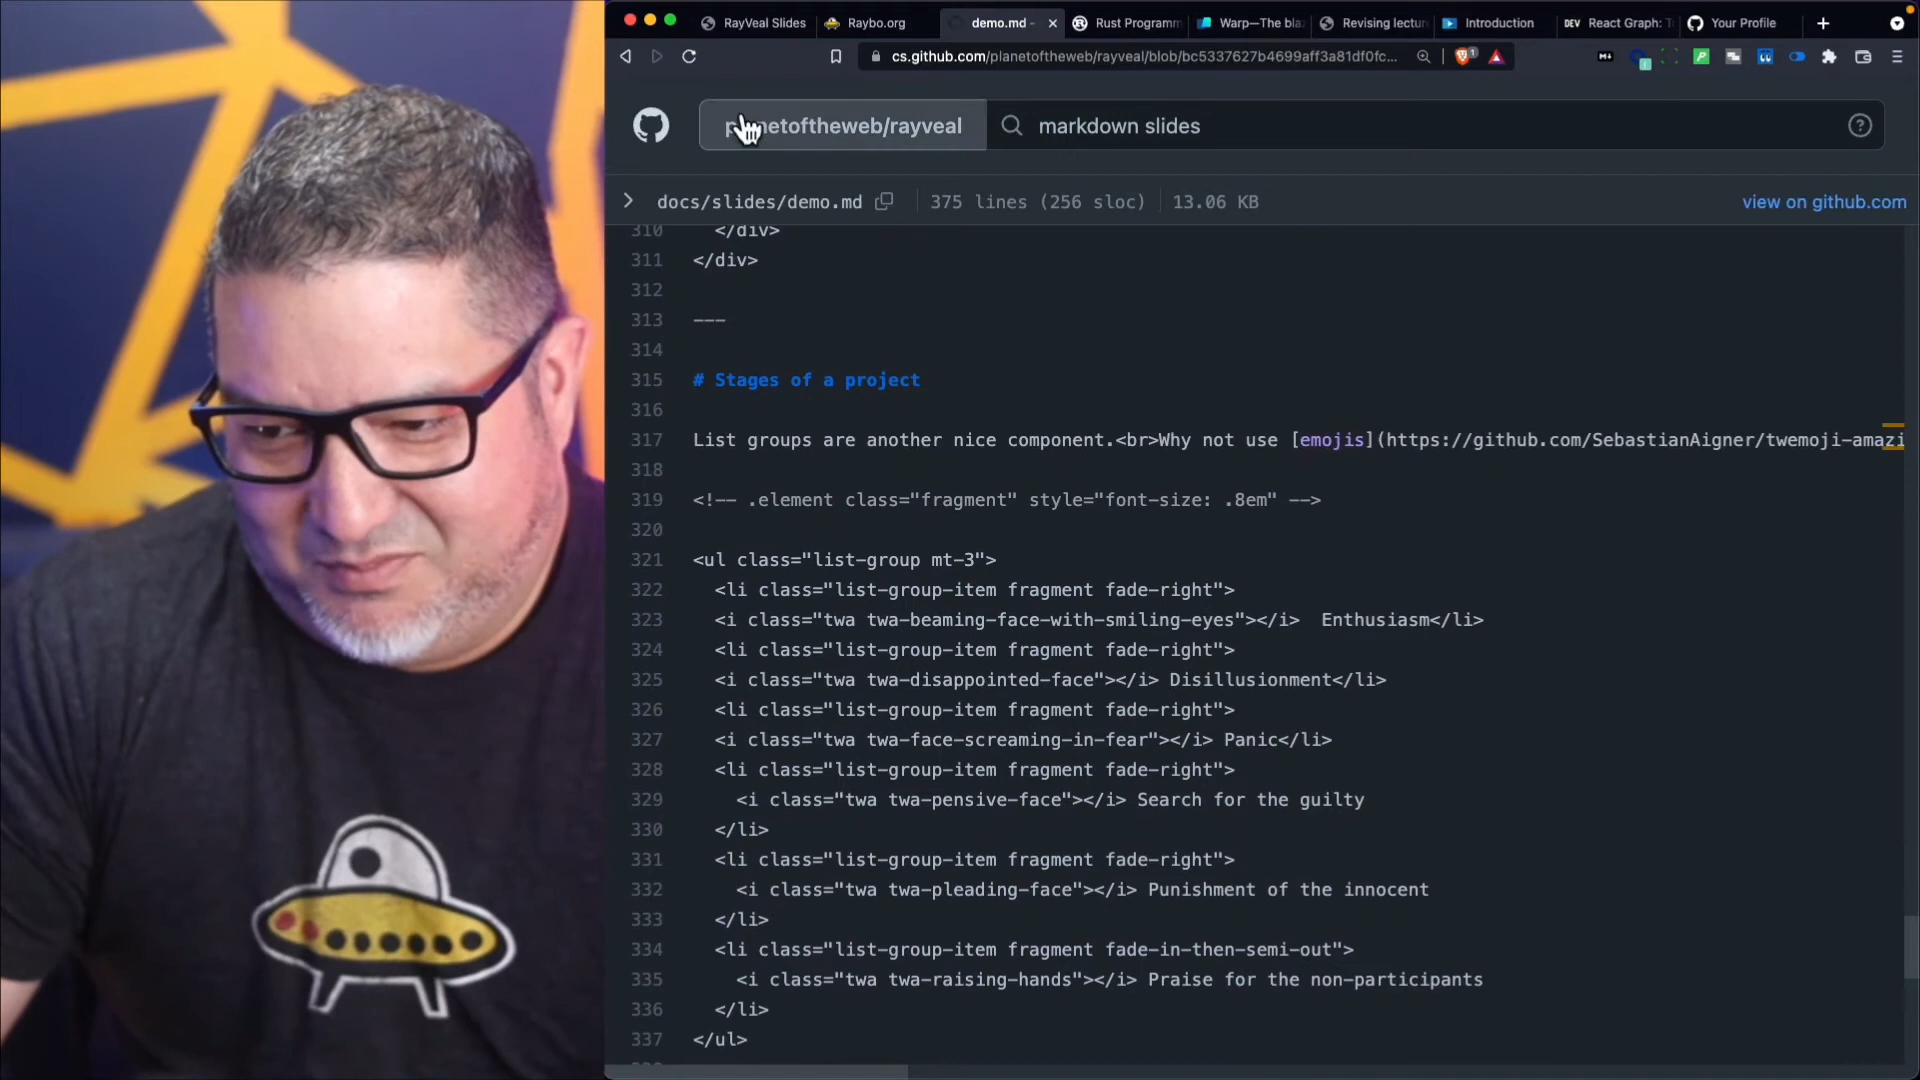 RayVeal Slides
Raybo.org
demo.md -
Rust Programm
Warp—The bla
Revising lectur
Introduction
DEV React Graph: T
Your Profile
cs.github.com/planetoftheweb/rayveal/blob/bc5337627b4699aff3a81df0fc...
planetoftheweb/rayveal
markdown slides
docs/slides/demo.md
375 lines (256 sloc)
13.06 KB
view on github.com
310 </div>
311 </div>
312
313 ---
314
315 # Stages of a project
316
317 List groups are another nice component.<br>Why not use [emojis](https://github.com/SebastianAigner/twemoji-amazi
318
319 <!-- .element class="fragment" style="font-size: .8em" -->
320
321 <ul class="list-group mt-3">
322 <li class="list-group-item fragment fade-right">
323 <i class="twa twa-beaming-face-with-smiling-eyes"></i>  Enthusiasm</li>
324 <li class="list-group-item fragment fade-right">
325 <i class="twa twa-disappointed-face"></i> Disillusionment</li>
326 <li class="list-group-item fragment fade-right">
327 <i class="twa twa-face-screaming-in-fear"></i> Panic</li>
328 <li class="list-group-item fragment fade-right">
329 <i class="twa twa-pensive-face"></i> Search for the guilty
330 </li>
331 <li class="list-group-item fragment fade-right">
332 <i class="twa twa-pleading-face"></i> Punishment of the innocent
333 </li>
334 <li class="list-group-item fragment fade-in-then-semi-out">
335 <i class="twa twa-raising-hands"></i> Praise for the non-participants
336 </li>
337 </ul>